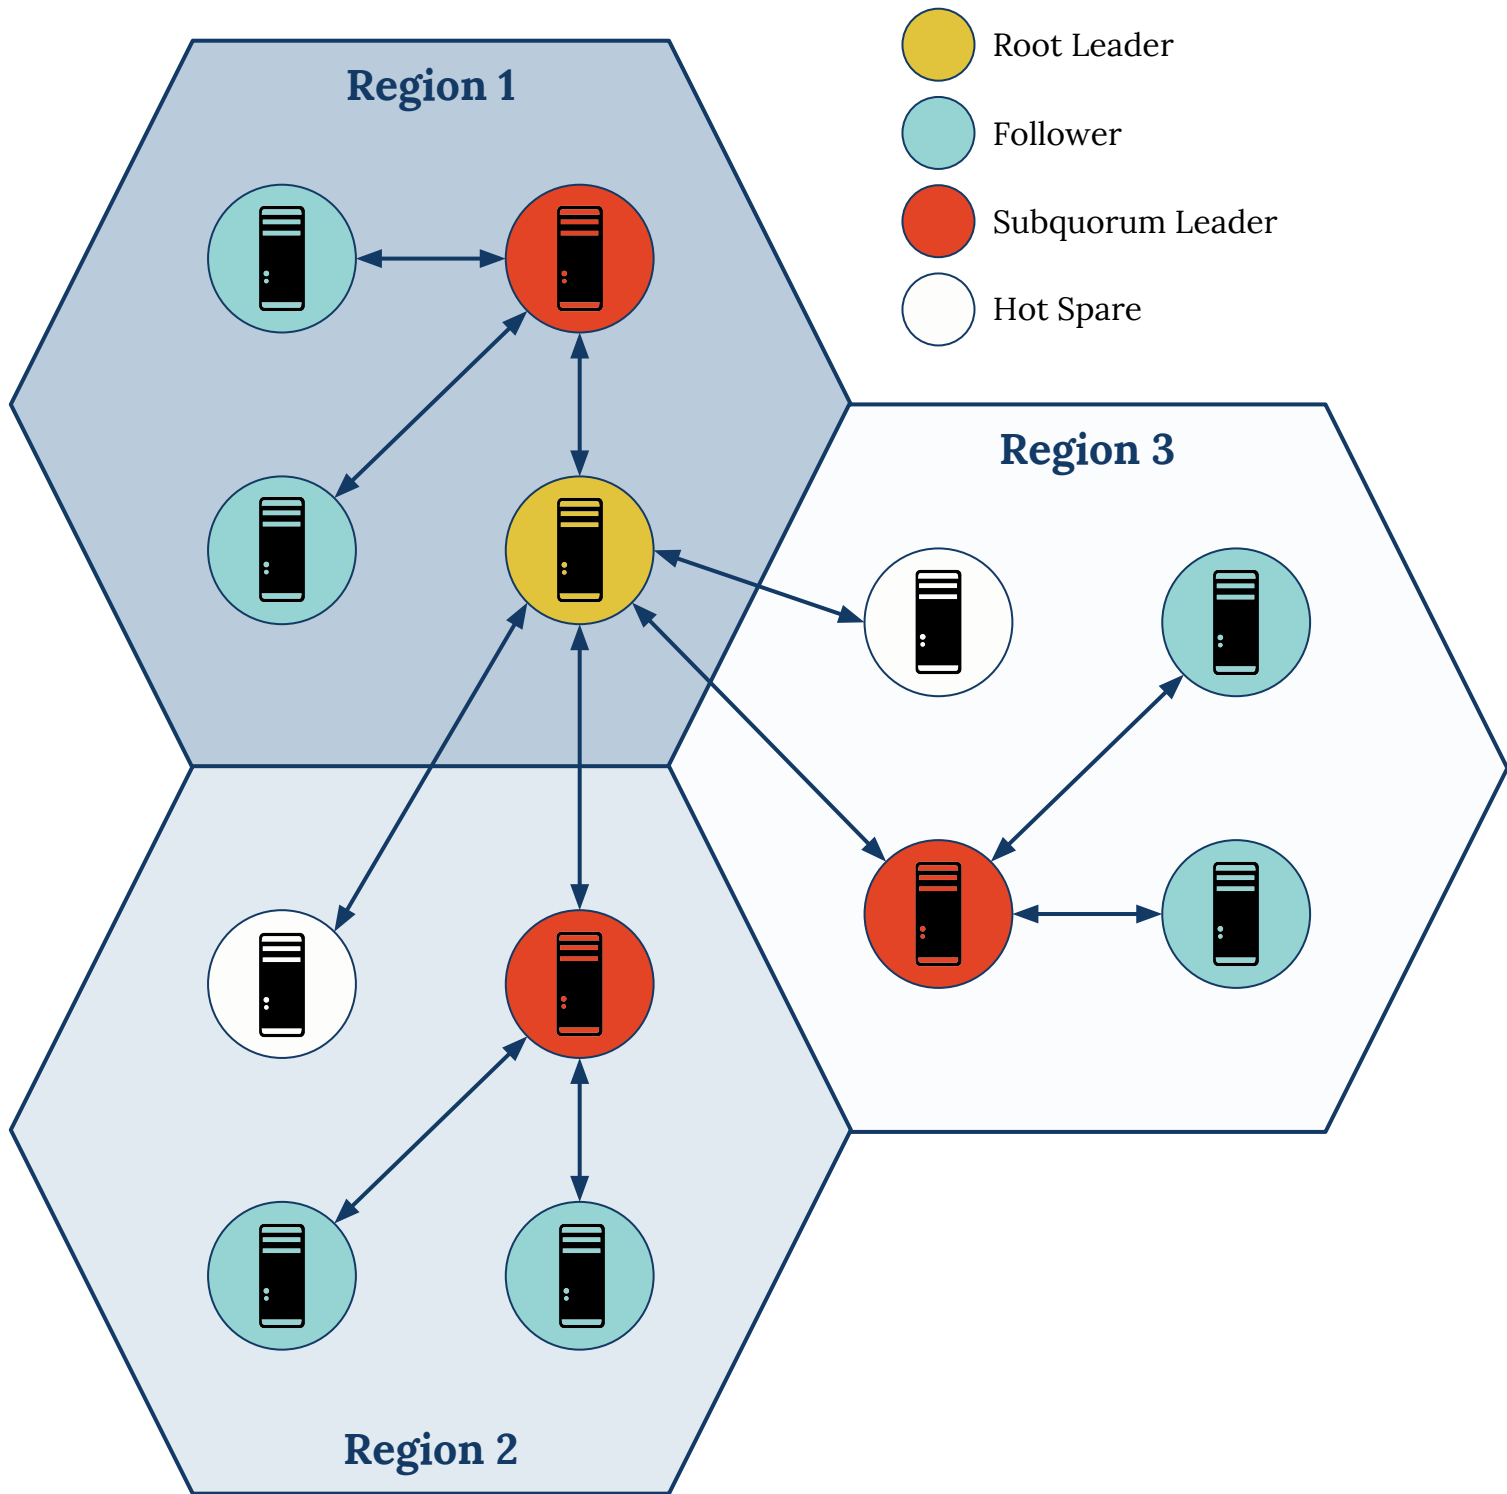 Region 1
Root Leader
Follower
Subquorum Leader
Hot Spare
Region 3
Region 2